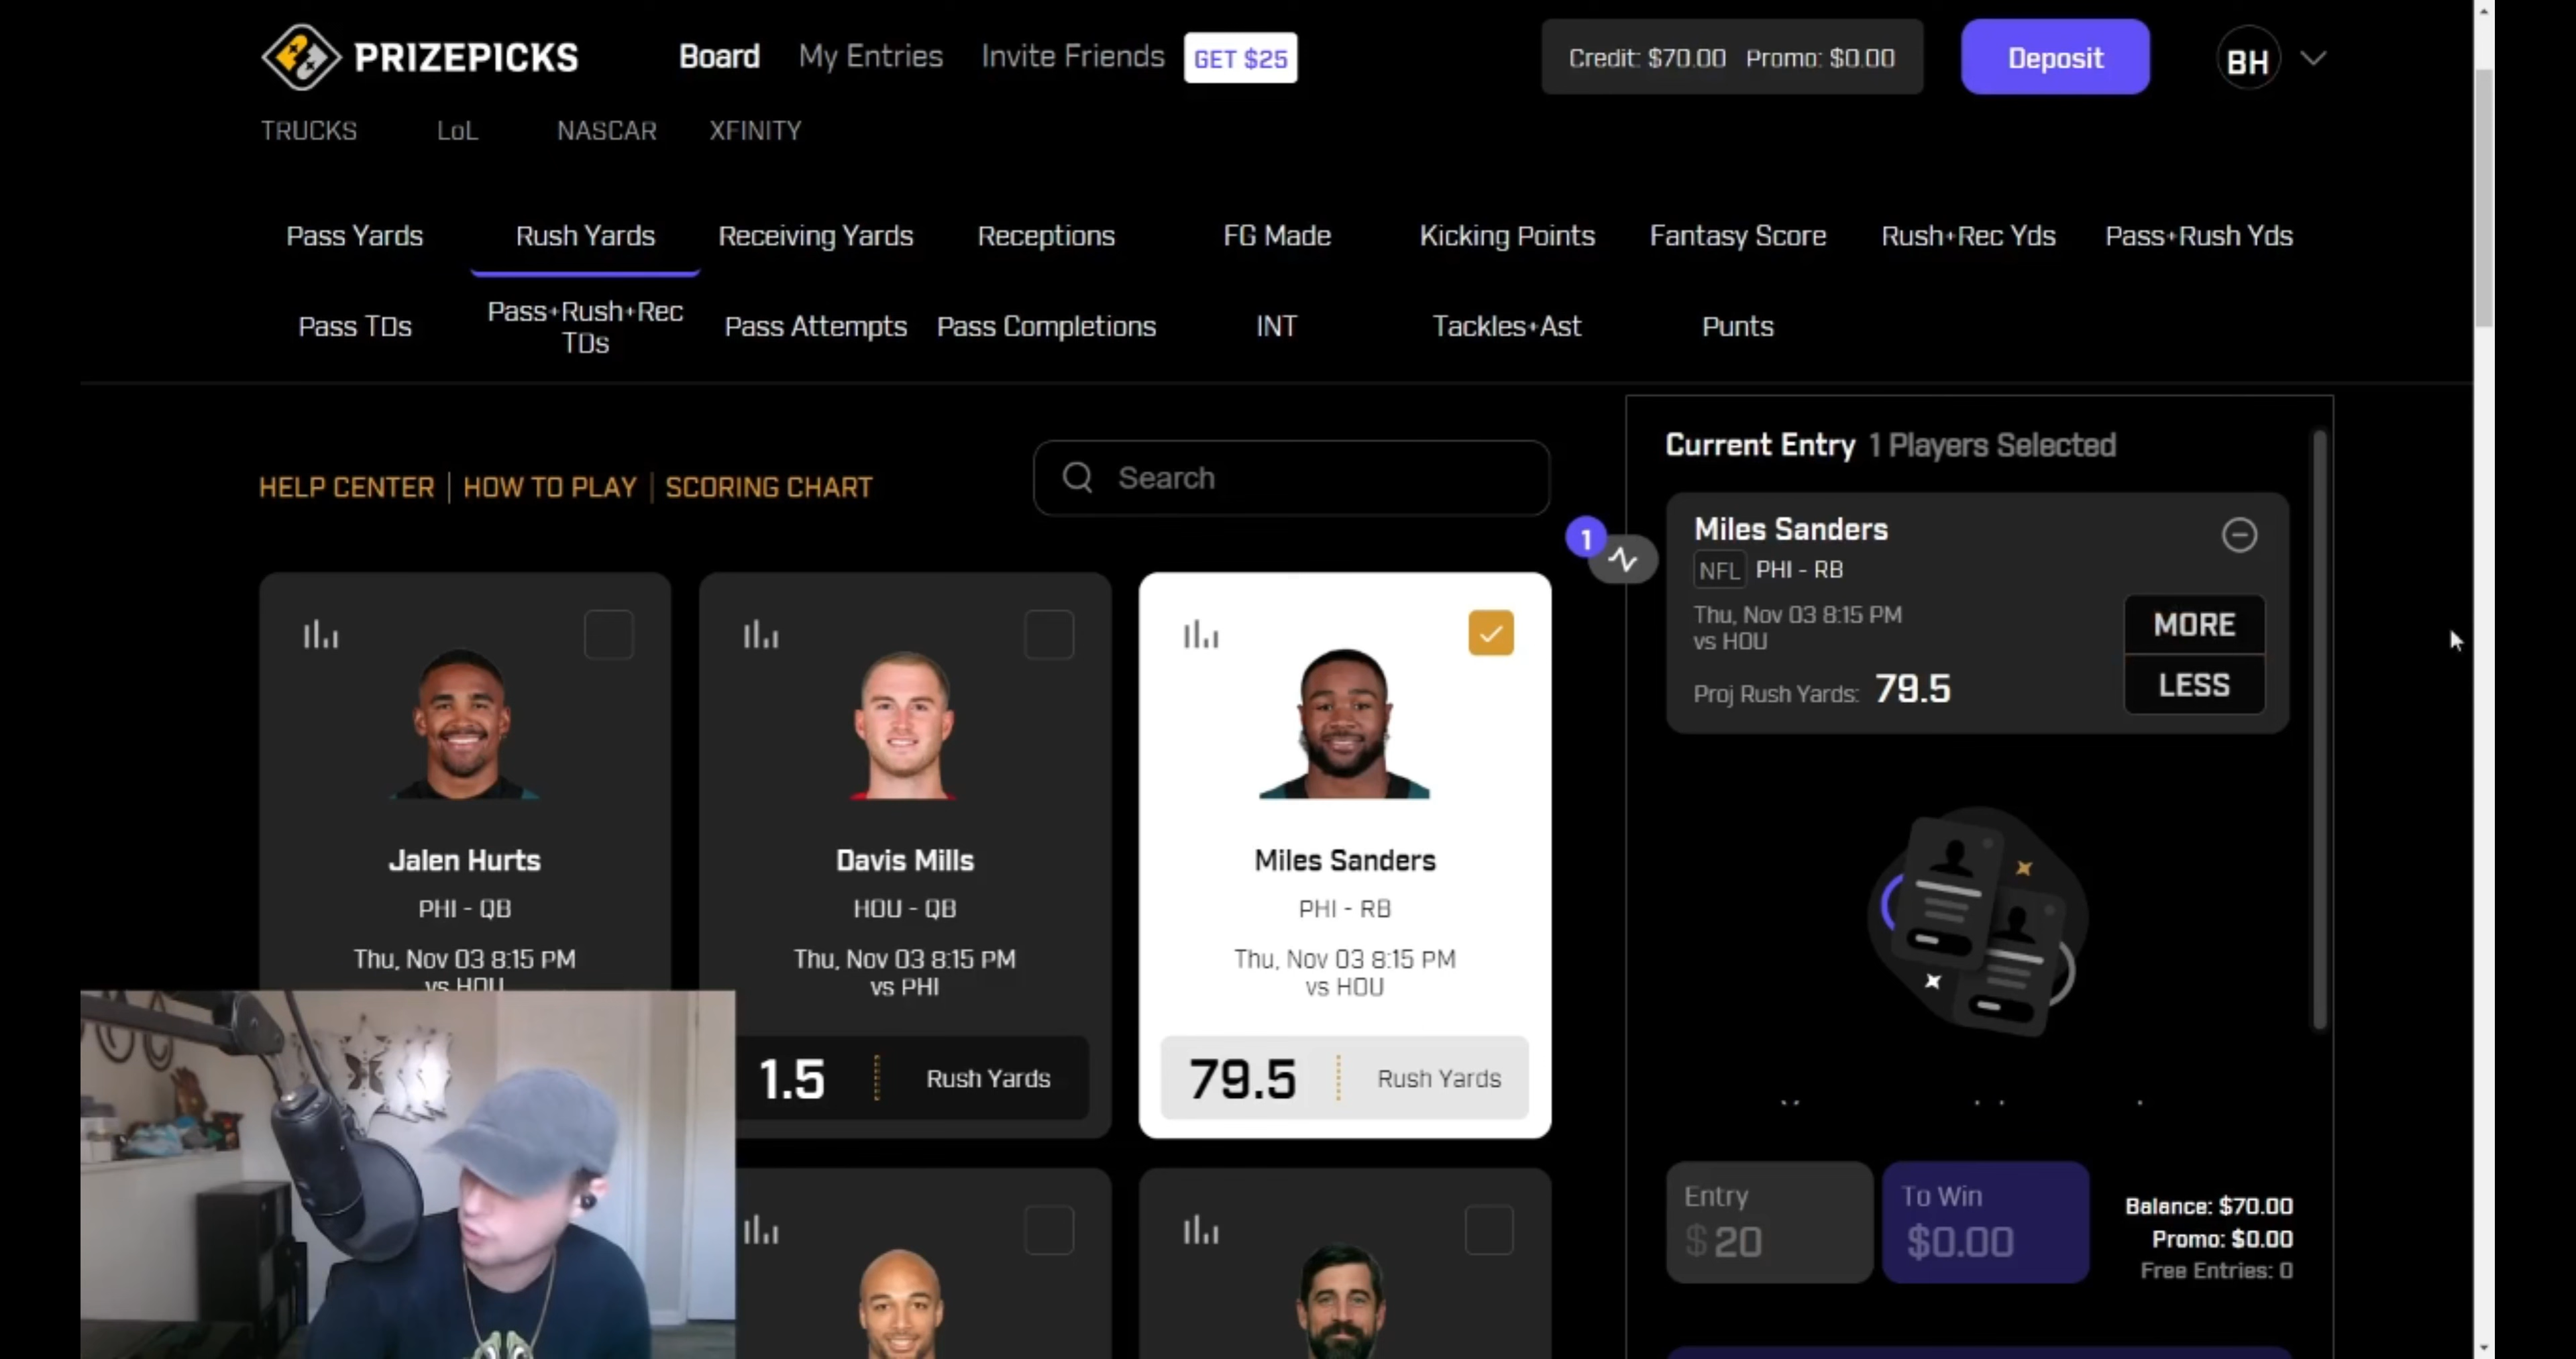 PRIZEPICKS
Board My Entries Invite Friends GET $25
Credit: $70.00 Promo: $0.00
Deposit
BH
TRUCKS LoL NASCAR XFINITY
Pass Yards Rush Yards Receiving Yards Receptions FG Made Kicking Points Fantasy Score Rush+Rec Yds Pass+Rush Yds
Pass TDs Pass+Rush+Rec TDs Pass Attempts Pass Completions INT Tackles+Ast Punts
HELP CENTER | HOW TO PLAY | SCORING CHART
Search
Jalen Hurts
PHI - QB
Thu, Nov 03 8:15 PM
vs HOU
Davis Mills
HOU - QB
Thu, Nov 03 8:15 PM
vs PHI
1.5 Rush Yards
Miles Sanders
PHI - RB
Thu, Nov 03 8:15 PM
vs HOU
79.5 Rush Yards
1
Current Entry 1 Players Selected
Miles Sanders
NFL PHI - RB
Thu, Nov 03 8:15 PM
vs HOU
Proj Rush Yards: 79.5
MORE
LESS
Entry
$ 20
To Win
$0.00
Balance: $70.00
Promo: $0.00
Free Entries: 0